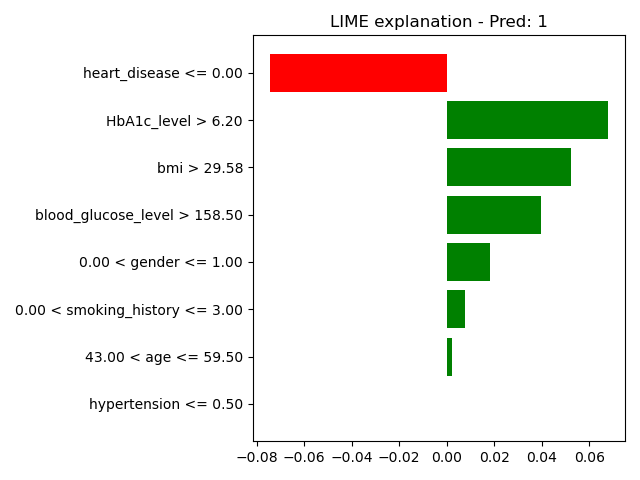 LIME explanation - Pred: 1
heart_disease <= 0.00
HbA1c_level > 6.20
bmi > 29.58
blood_glucose_level > 158.50
0.00 < gender <= 1.00
0.00 < smoking_history <= 3.00
43.00 < age <= 59.50
hypertension <= 0.50
−0.08 −0.06 −0.04 −0.02 0.00 0.02 0.04 0.06